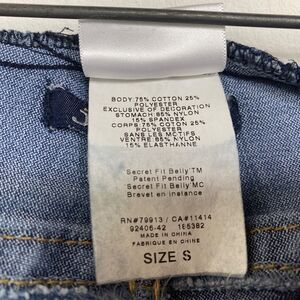 BODY:75% COTTON 25%
POLYESTER
EXCLUSIVE OF DECORATION
STOMACH:85% NYLON
15% SPANDEX
CORPS:75% COTON 25%
POLYESTER
SANS LES MOTIFS
VENTRE:85% NYLON
15% ELASTHANNE
Secret Fit Belly TM
Patent Pending
Secret Fit Belly MC
Brevet en instance
RN#79913 / CA#11414
92406-42 1E5382
MADE IN CHINA
FABRIQUE EN CHINE
SIZE S